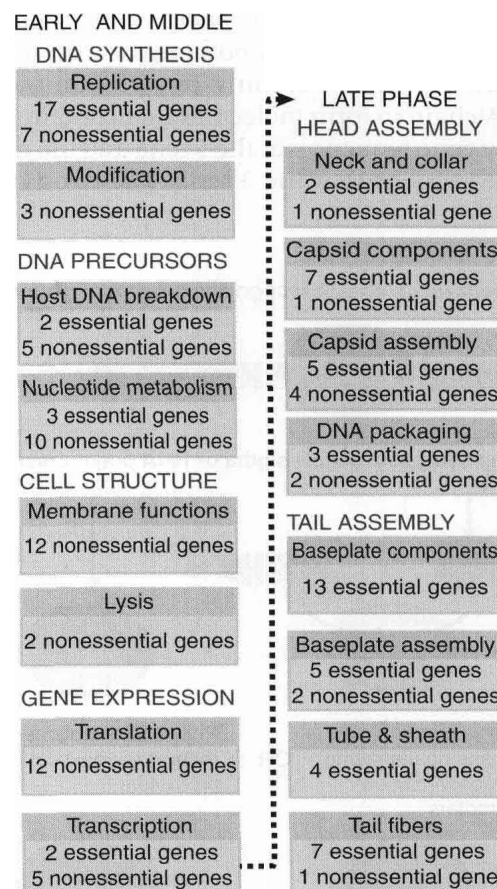 EARLY AND MIDDLE
DNA SYNTHESIS
Replication
17 essential genes
7 nonessential genes
Modification
3 nonessential genes
DNA PRECURSORS
Host DNA breakdown
2 essential genes
5 nonessential genes
Nucleotide metabolism
3 essential genes
10 nonessential genes
CELL STRUCTURE
Membrane functions
12 nonessential genes
Lysis
2 nonessential genes
GENE EXPRESSION
Translation
12 nonessential genes
Transcription
2 essential genes
5 nonessential genes
LATE PHASE
HEAD ASSEMBLY
Neck and collar
2 essential genes
1 nonessential gene
Capsid components
7 essential genes
1 nonessential gene
Capsid assembly
5 essential genes
4 nonessential genes
DNA packaging
3 essential genes
2 nonessential genes
TAIL ASSEMBLY
Baseplate components
13 essential genes
Baseplate assembly
5 essential genes
2 nonessential genes
Tube & sheath
4 essential genes
Tail fibers
7 essential genes
1 nonessential gene